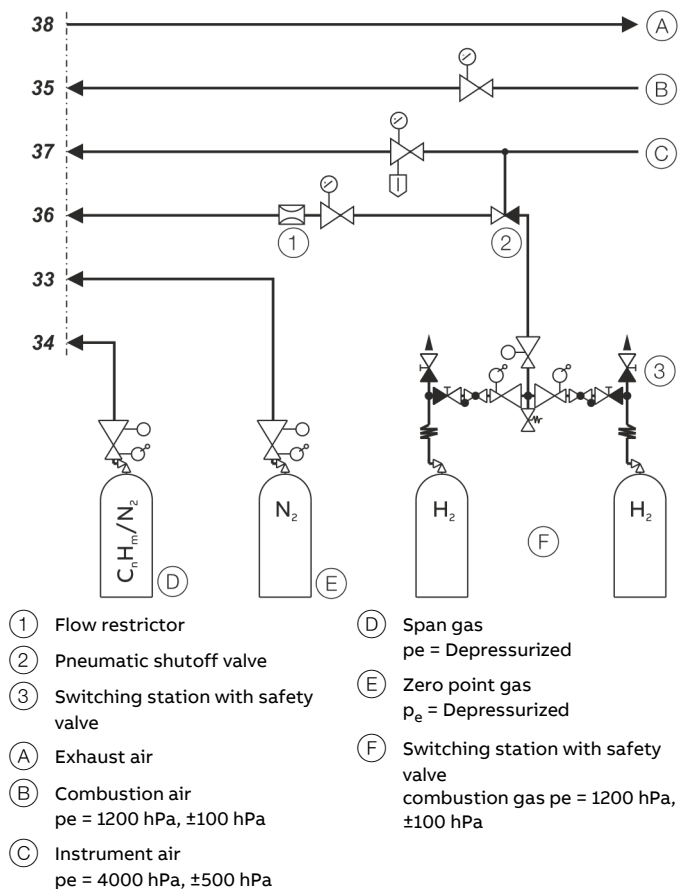 38
A
35
B
37
C
36
1
2
33
34
3
CₙHₘ/N₂
N₂
H₂
H₂
D
E
F
1 Flow restrictor
2 Pneumatic shutoff valve
3 Switching station with safety
valve
A Exhaust air
B Combustion air
pe = 1200 hPa, ±100 hPa
C Instrument air
pe = 4000 hPa, ±500 hPa
D Span gas
pe = Depressurized
E Zero point gas
pₑ = Depressurized
F Switching station with safety
valve
combustion gas pe = 1200 hPa,
±100 hPa